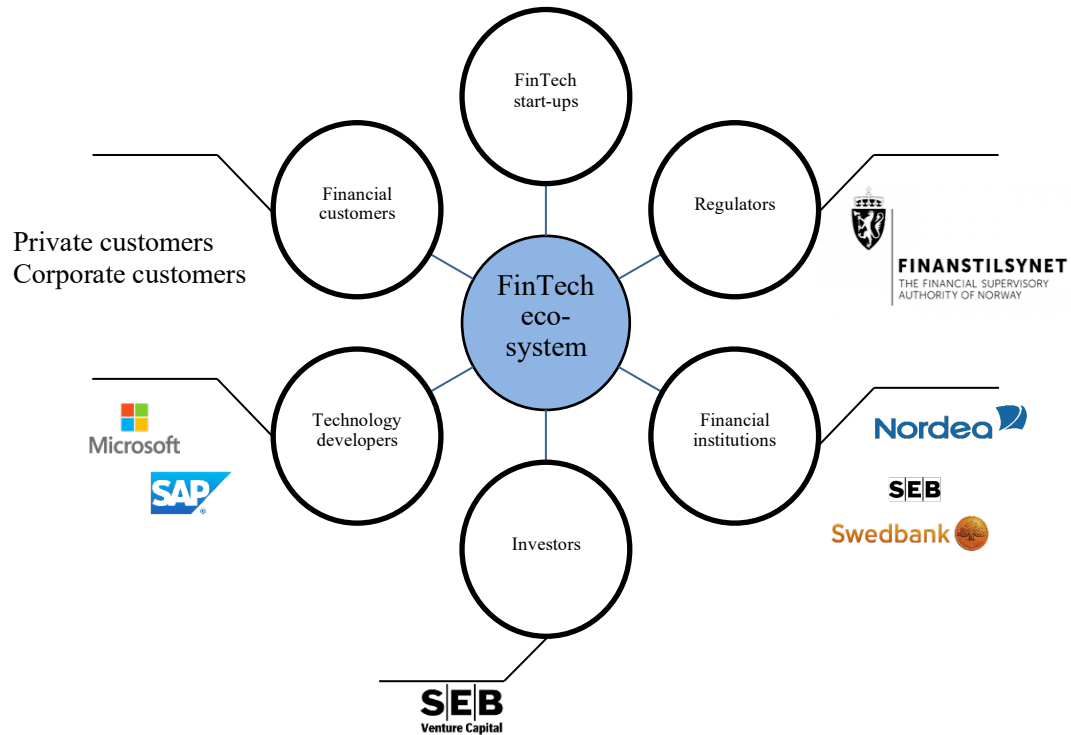 FinTech
start-ups
Financial
customers
Regulators
Private customers
Corporate customers
FinTech
eco-
system
FINANSTILSYNET
THE FINANCIAL SUPERVISORY
AUTHORITY OF NORWAY
Technology
developers
Financial
institutions
Microsoft
SAP®
Nordea
SEB
Swedbank
Investors
SEB
Venture Capital